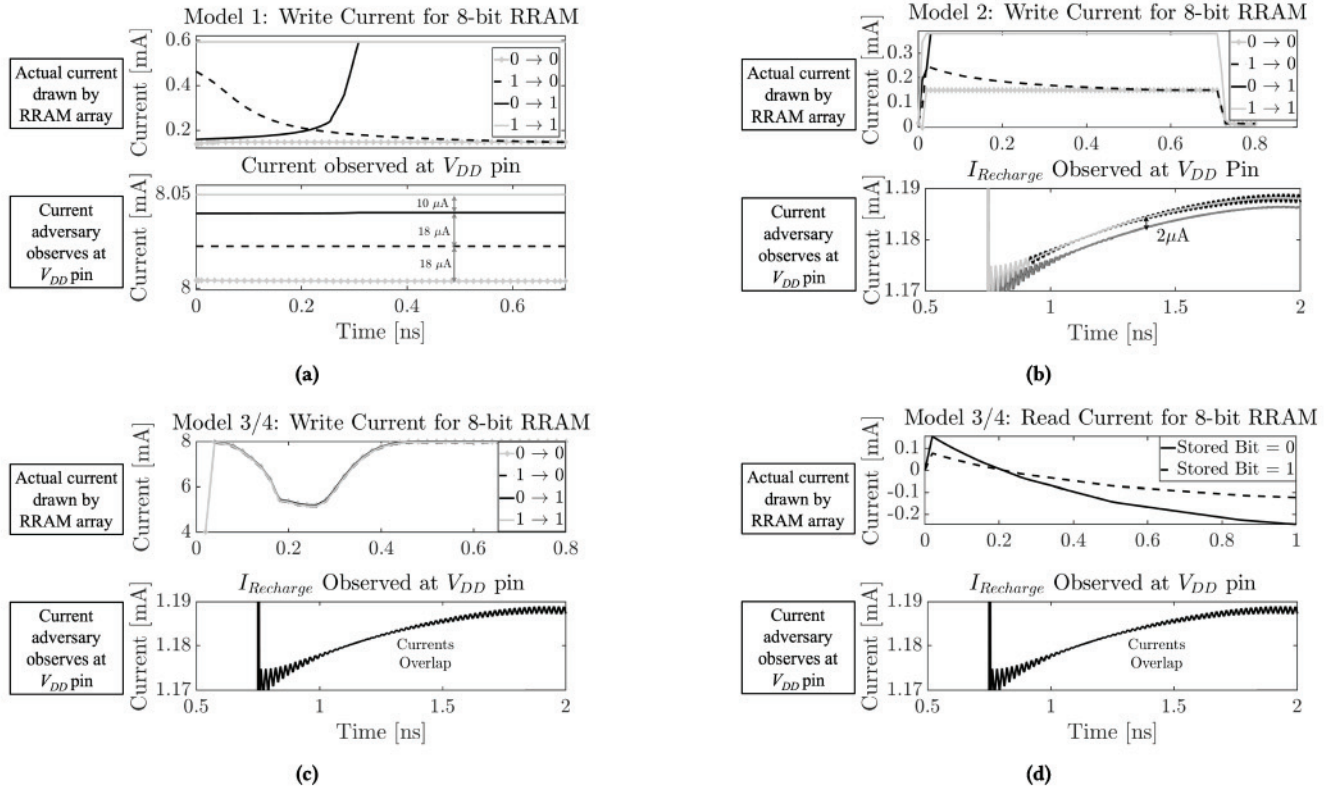 Model 1: Write Current for 8-bit RRAM
Actual current
drawn by
RRAM array
Current [mA]
0.6
0.4
0.2
0 → 0
1 → 0
0 → 1
1 → 1
0
0.2
0.4
0.6
Current observed at VDD pin
Current
adversary
observes at
VDD pin
Current [mA]
8.05
8
10 μA
18 μA
18 μA
0
0.2
0.4
0.6
Time [ns]
(a)
Model 2: Write Current for 8-bit RRAM
Actual current
drawn by
RRAM array
Current [mA]
0.3
0.2
0.1
0
0 → 0
1 → 0
0 → 1
1 → 1
0
0.2
0.4
0.6
0.8
IRecharge Observed at VDD Pin
Current
adversary
observes at
VDD pin
Current [mA]
1.19
1.18
1.17
2μA
0.5
1
1.5
2
Time [ns]
(b)
Model 3/4: Write Current for 8-bit RRAM
Actual current
drawn by
RRAM array
Current [mA]
8
6
4
0 → 0
1 → 0
0 → 1
1 → 1
0
0.2
0.4
0.6
0.8
IRecharge Observed at VDD pin
Current
adversary
observes at
VDD pin
Current [mA]
1.19
1.18
1.17
Currents
Overlap
0.5
1
1.5
2
Time [ns]
(c)
Model 3/4: Read Current for 8-bit RRAM
Actual current
drawn by
RRAM array
Current [mA]
0.1
0
-0.1
-0.2
Stored Bit = 0
Stored Bit = 1
0
0.2
0.4
0.6
0.8
1
IRecharge Observed at VDD pin
Current
adversary
observes at
VDD pin
Current [mA]
1.19
1.18
1.17
Currents
Overlap
0.5
1
1.5
2
Time [ns]
(d)